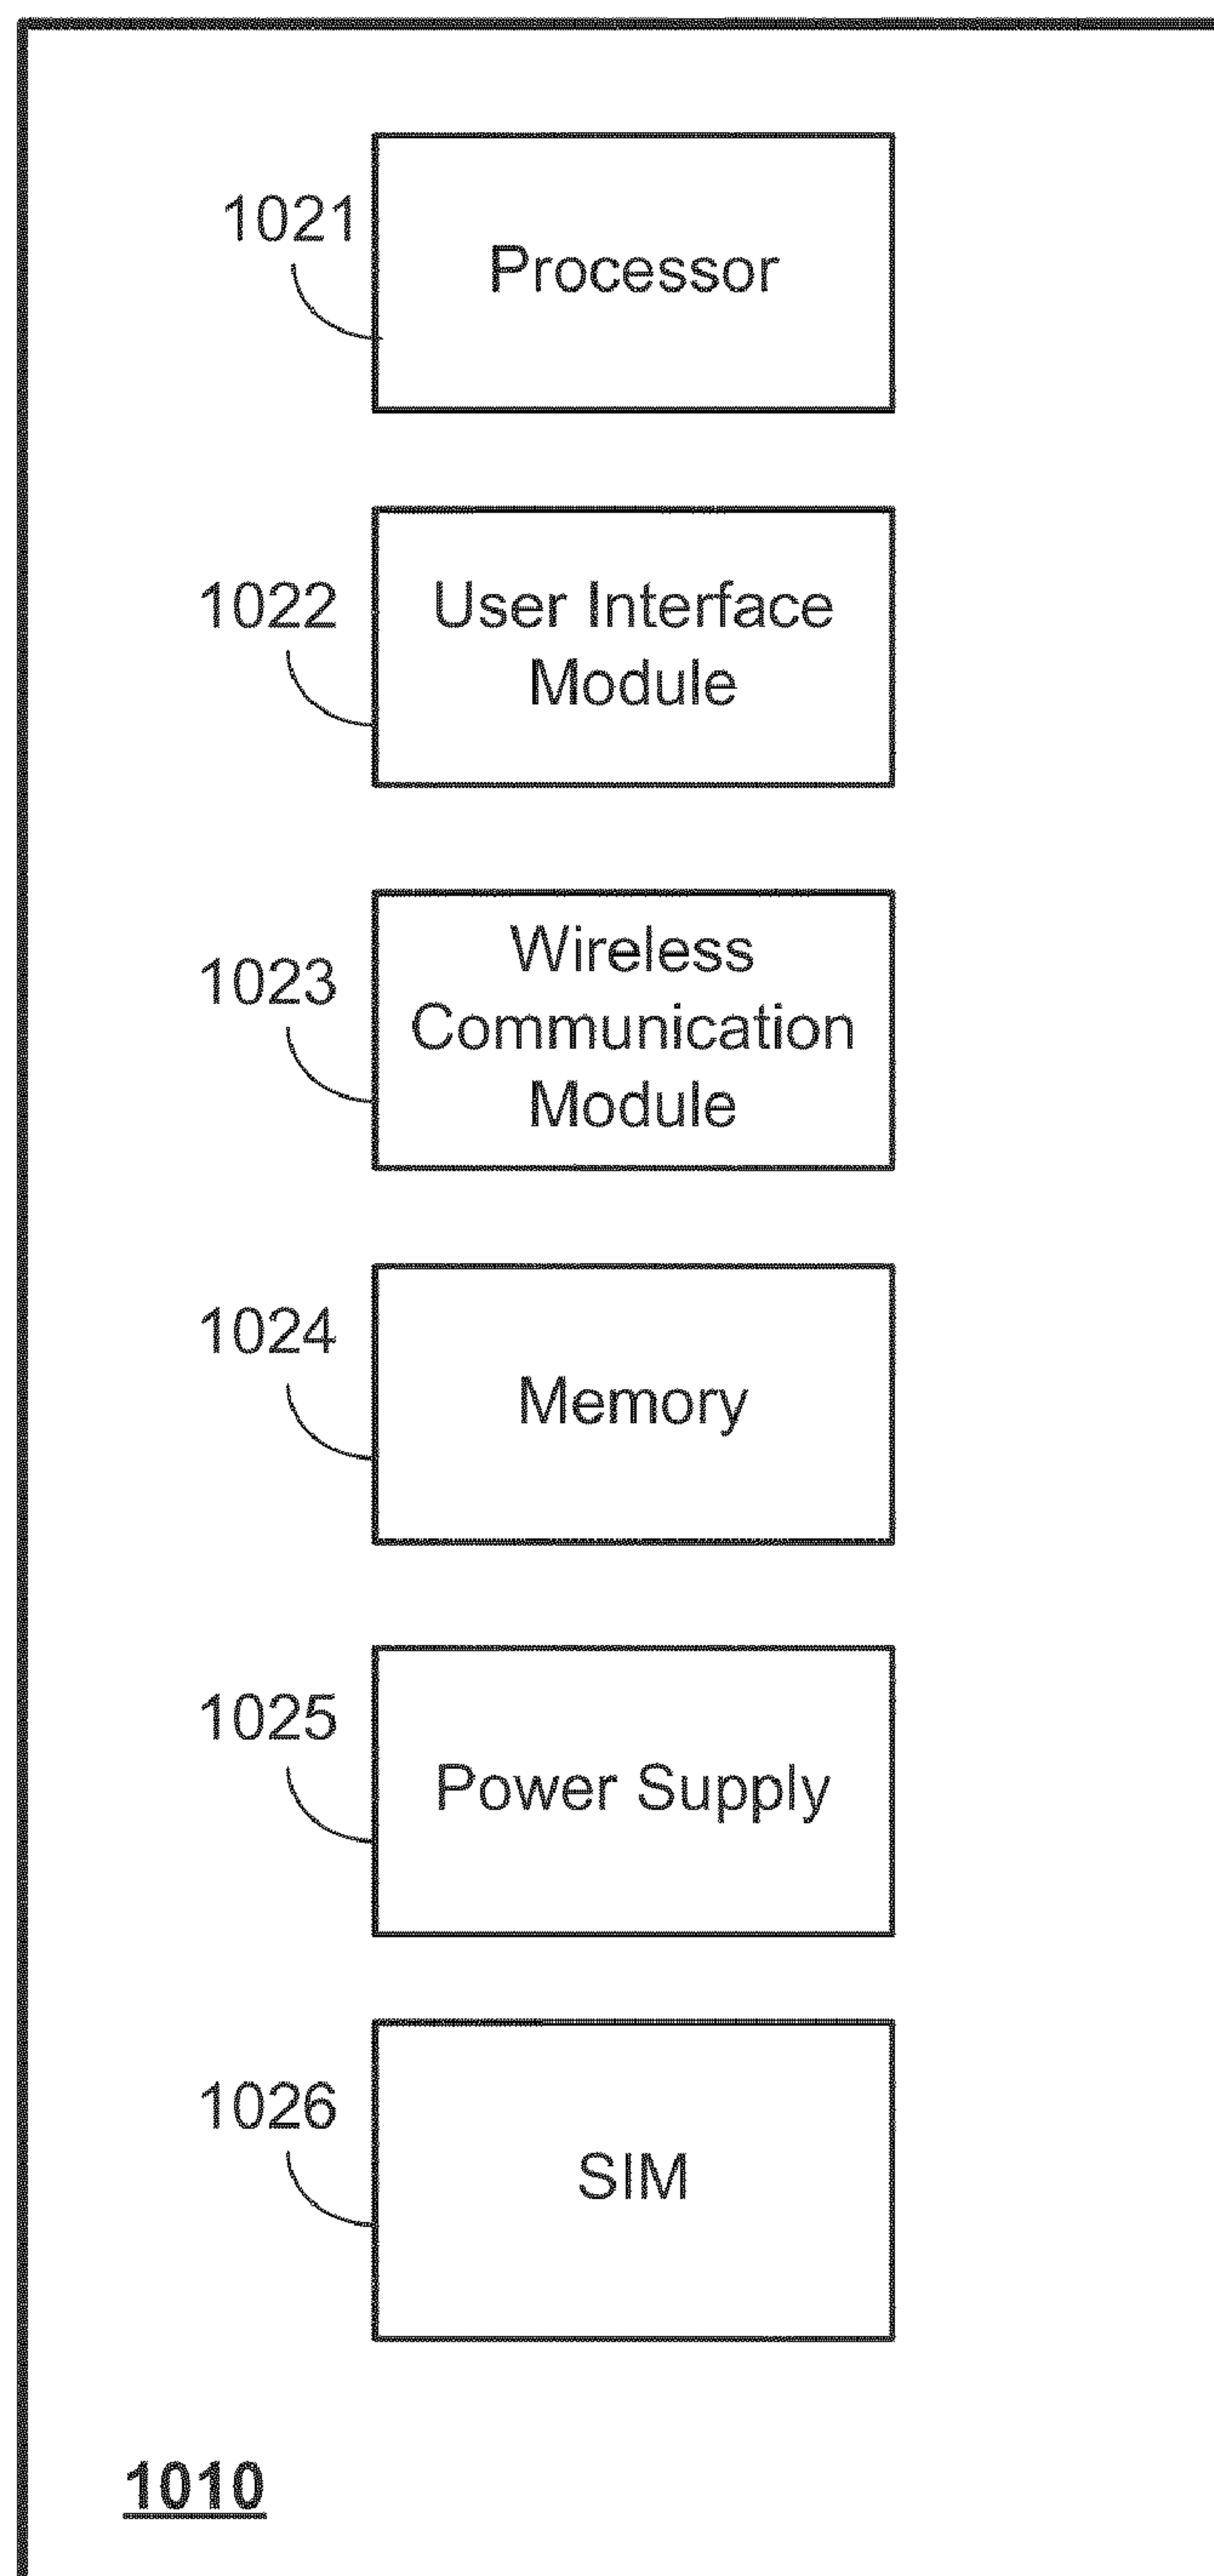 1021
Processor
1022
User Interface
Module
1023
Wireless
Communication
Module
1024
Memory
1025
Power Supply
1026
SIM
1010